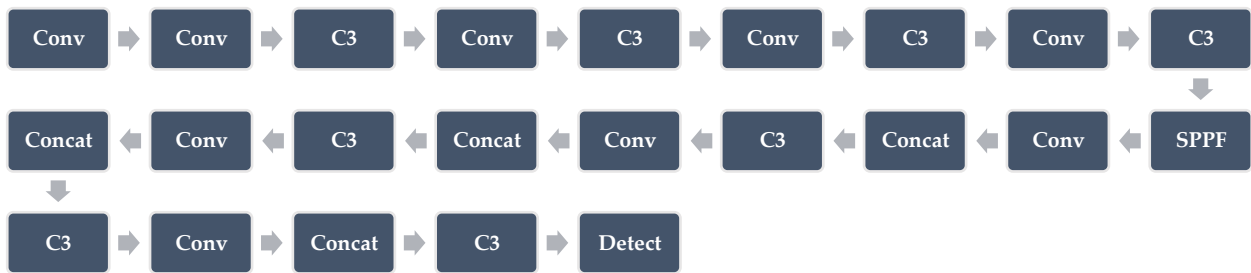 Conv Conv C3 Conv C3 Conv C3 Conv C3
Concat Conv C3 Concat Conv C3 Concat Conv SPPF
C3 Conv Concat C3 Detect